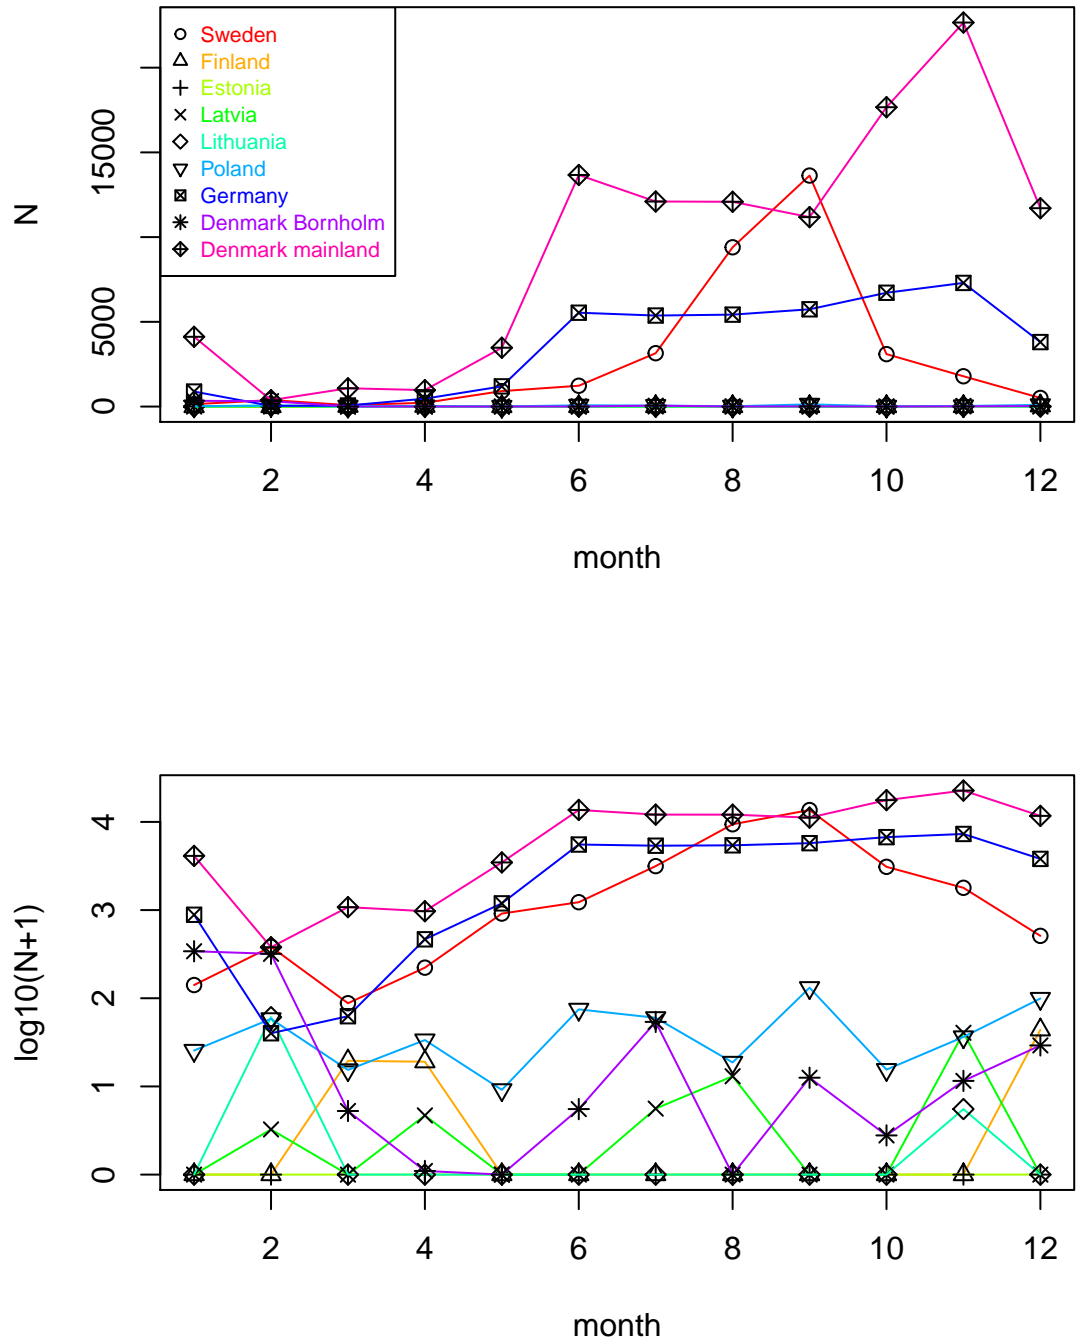 Sweden
Finland
Estonia
Latvia
Lithuania
Poland
Germany
Denmark Bornholm
Denmark mainland
N
0 5000 15000
2 4 6 8 10 12
month
log10(N+1)
0 1 2 3 4
2 4 6 8 10 12
month